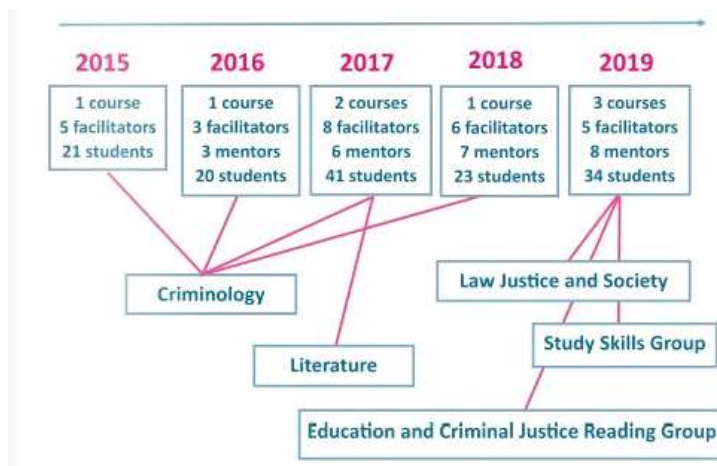 2015
1 course
5 facilitators
21 students
2016
1 course
3 facilitators
3 mentors
20 students
2017
2 courses
8 facilitators
6 mentors
41 students
2018
1 course
6 facilitators
7 mentors
23 students
2019
3 courses
5 facilitators
8 mentors
34 students
Criminology
Law Justice and Society
Literature
Study Skills Group
Education and Criminal Justice Reading Group